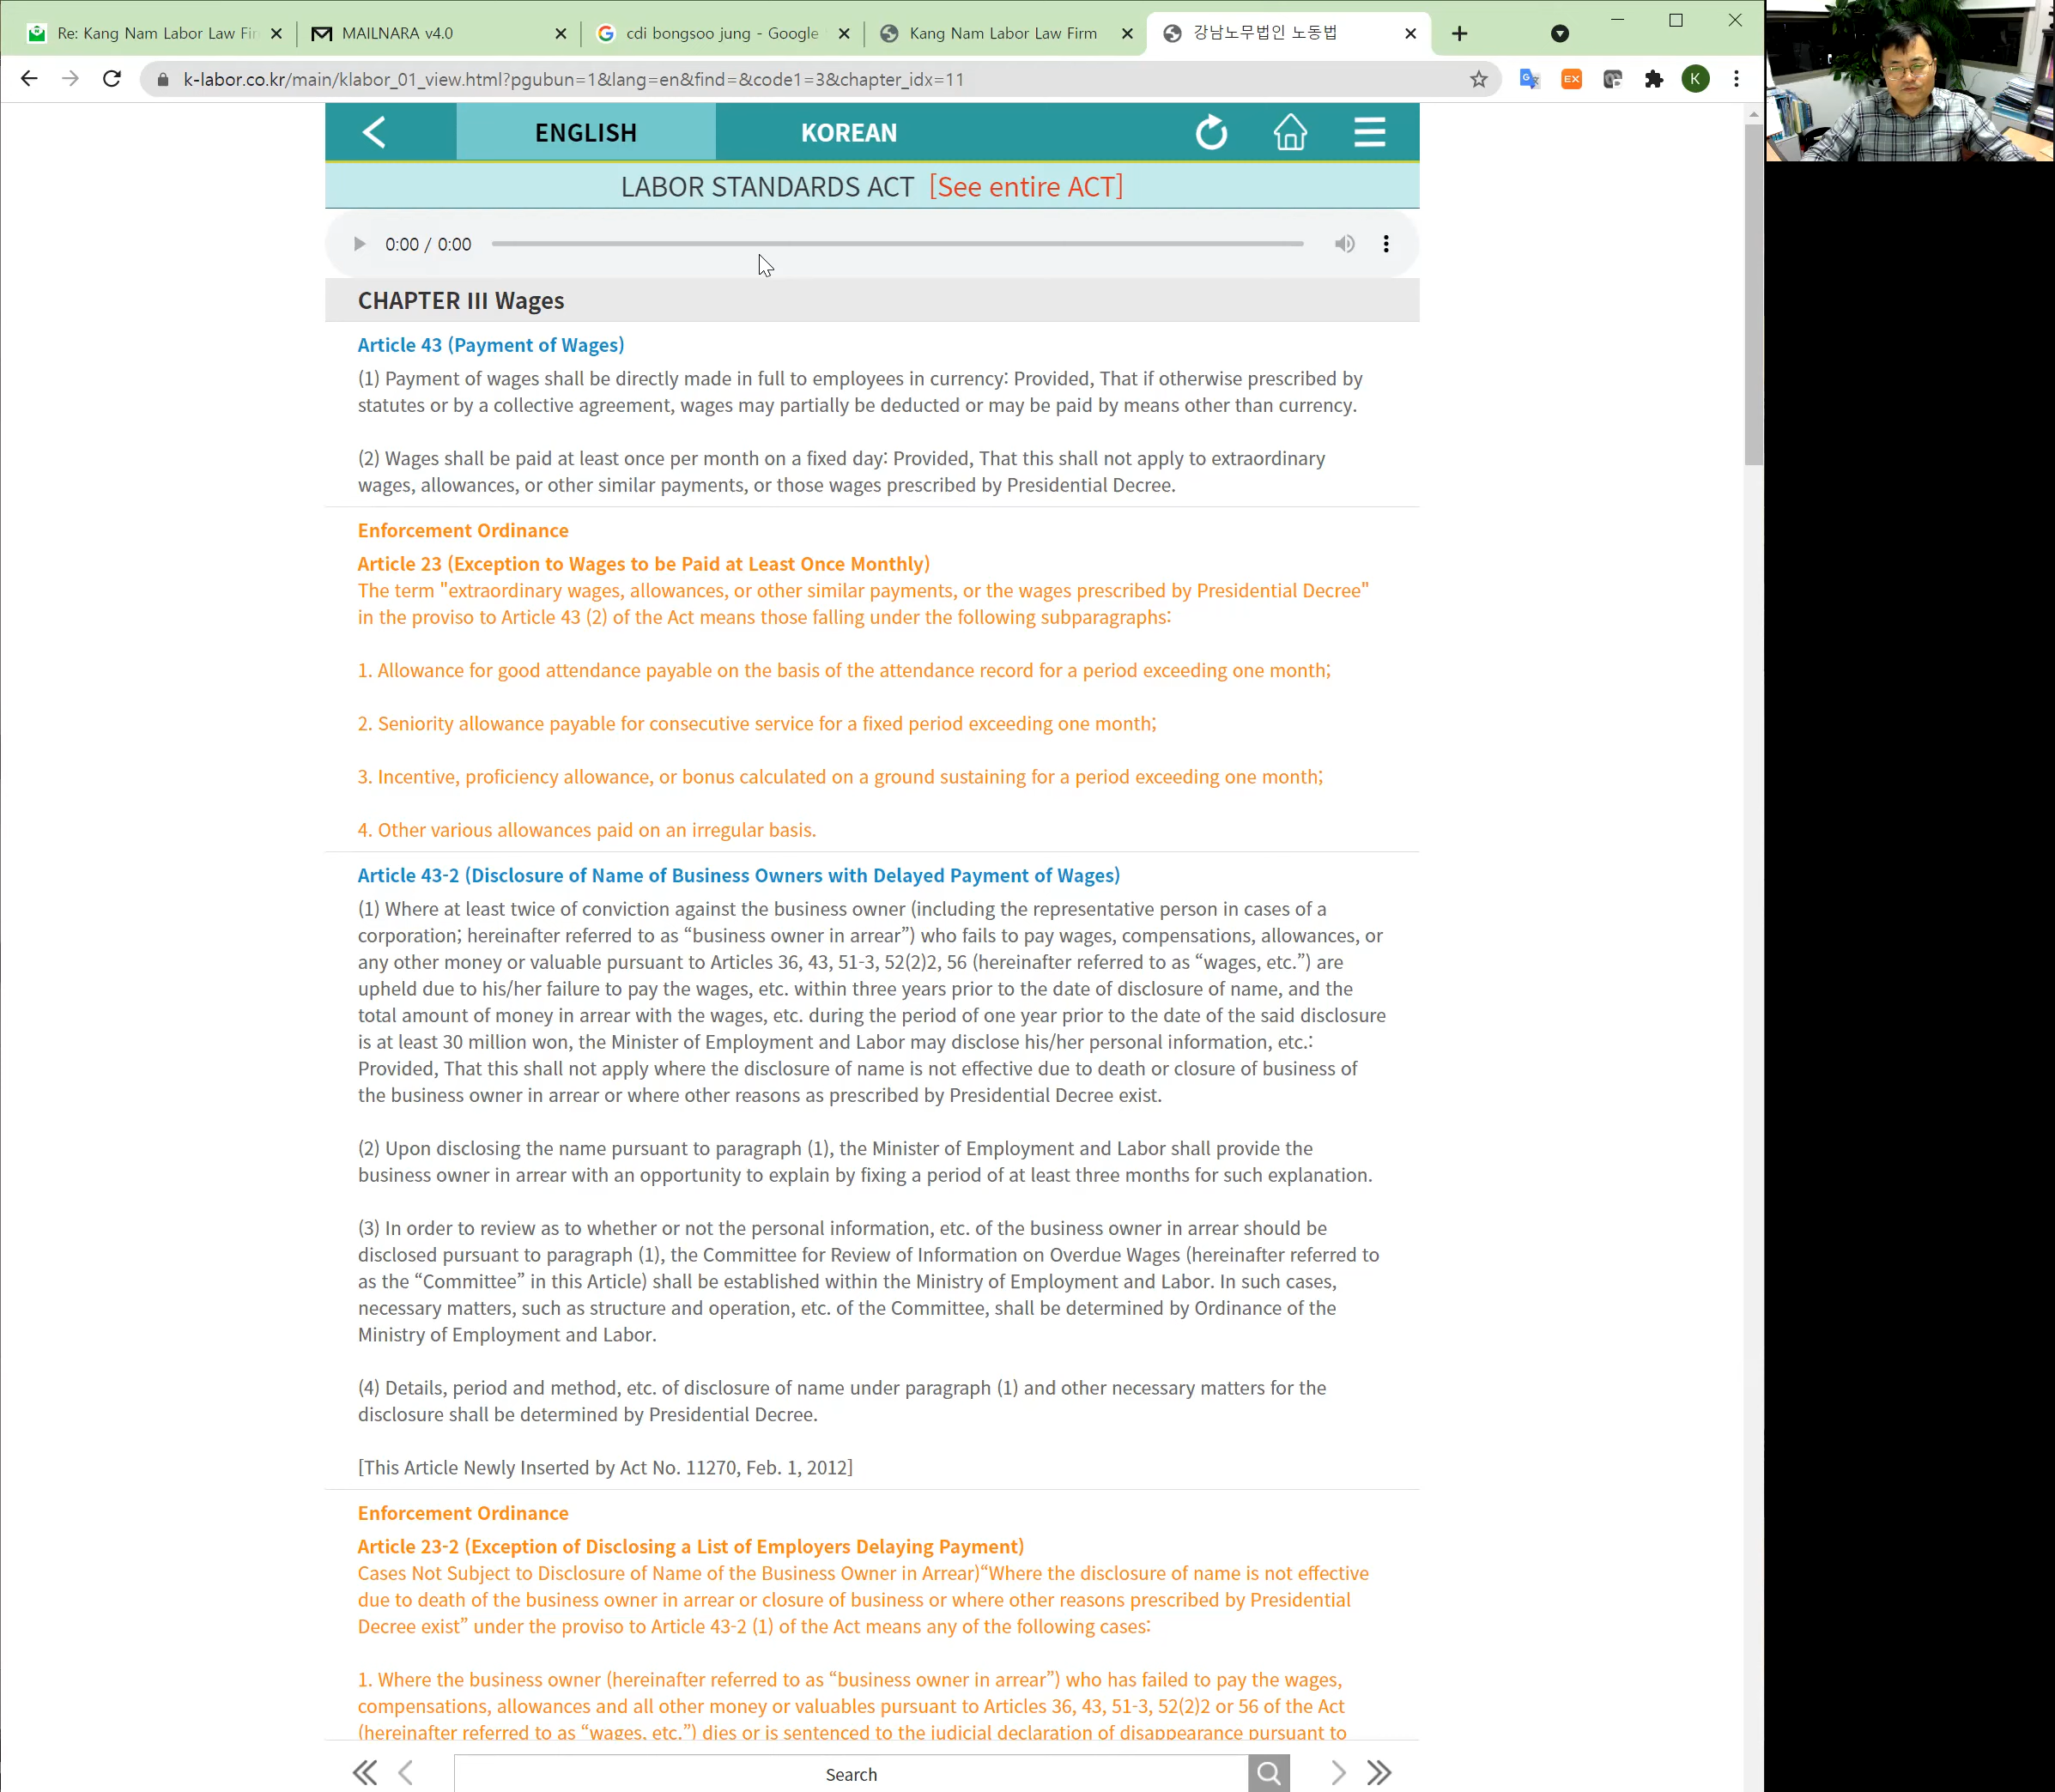 Re: Kang Nam Labor Law Fir
MAILNARA v4.0
cdi bongsoo jung - Google
Kang Nam Labor Law Firm
강남노무법인 노동법
k-labor.co.kr/main/klabor_01_view.html?pgubun=1&lang=en&find=&code1=3&chapter_idx=11
EX
K
ENGLISH
KOREAN
LABOR STANDARDS ACT [See entire ACT]
0:00 / 0:00
CHAPTER III Wages
Article 43 (Payment of Wages)
(1) Payment of wages shall be directly made in full to employees in currency: Provided, That if otherwise prescribed by
statutes or by a collective agreement, wages may partially be deducted or may be paid by means other than currency.
(2) Wages shall be paid at least once per month on a fixed day: Provided, That this shall not apply to extraordinary
wages, allowances, or other similar payments, or those wages prescribed by Presidential Decree.
Enforcement Ordinance
Article 23 (Exception to Wages to be Paid at Least Once Monthly)
The term "extraordinary wages, allowances, or other similar payments, or the wages prescribed by Presidential Decree"
in the proviso to Article 43 (2) of the Act means those falling under the following subparagraphs:
1. Allowance for good attendance payable on the basis of the attendance record for a period exceeding one month;
2. Seniority allowance payable for consecutive service for a fixed period exceeding one month;
3. Incentive, proficiency allowance, or bonus calculated on a ground sustaining for a period exceeding one month;
4. Other various allowances paid on an irregular basis.
Article 43-2 (Disclosure of Name of Business Owners with Delayed Payment of Wages)
(1) Where at least twice of conviction against the business owner (including the representative person in cases of a
corporation; hereinafter referred to as “business owner in arrear”) who fails to pay wages, compensations, allowances, or
any other money or valuable pursuant to Articles 36, 43, 51-3, 52(2)2, 56 (hereinafter referred to as “wages, etc.”) are
upheld due to his/her failure to pay the wages, etc. within three years prior to the date of disclosure of name, and the
total amount of money in arrear with the wages, etc. during the period of one year prior to the date of the said disclosure
is at least 30 million won, the Minister of Employment and Labor may disclose his/her personal information, etc.:
Provided, That this shall not apply where the disclosure of name is not effective due to death or closure of business of
the business owner in arrear or where other reasons as prescribed by Presidential Decree exist.
(2) Upon disclosing the name pursuant to paragraph (1), the Minister of Employment and Labor shall provide the
business owner in arrear with an opportunity to explain by fixing a period of at least three months for such explanation.
(3) In order to review as to whether or not the personal information, etc. of the business owner in arrear should be
disclosed pursuant to paragraph (1), the Committee for Review of Information on Overdue Wages (hereinafter referred to
as the “Committee” in this Article) shall be established within the Ministry of Employment and Labor. In such cases,
necessary matters, such as structure and operation, etc. of the Committee, shall be determined by Ordinance of the
Ministry of Employment and Labor.
(4) Details, period and method, etc. of disclosure of name under paragraph (1) and other necessary matters for the
disclosure shall be determined by Presidential Decree.
[This Article Newly Inserted by Act No. 11270, Feb. 1, 2012]
Enforcement Ordinance
Article 23-2 (Exception of Disclosing a List of Employers Delaying Payment)
Cases Not Subject to Disclosure of Name of the Business Owner in Arrear)“Where the disclosure of name is not effective
due to death of the business owner in arrear or closure of business or where other reasons prescribed by Presidential
Decree exist” under the proviso to Article 43-2 (1) of the Act means any of the following cases:
1. Where the business owner (hereinafter referred to as “business owner in arrear”) who has failed to pay the wages,
compensations, allowances and all other money or valuables pursuant to Articles 36, 43, 51-3, 52(2)2 or 56 of the Act
(hereinafter referred to as “wages, etc.”) dies or is sentenced to the judicial declaration of disappearance pursuant to
Search